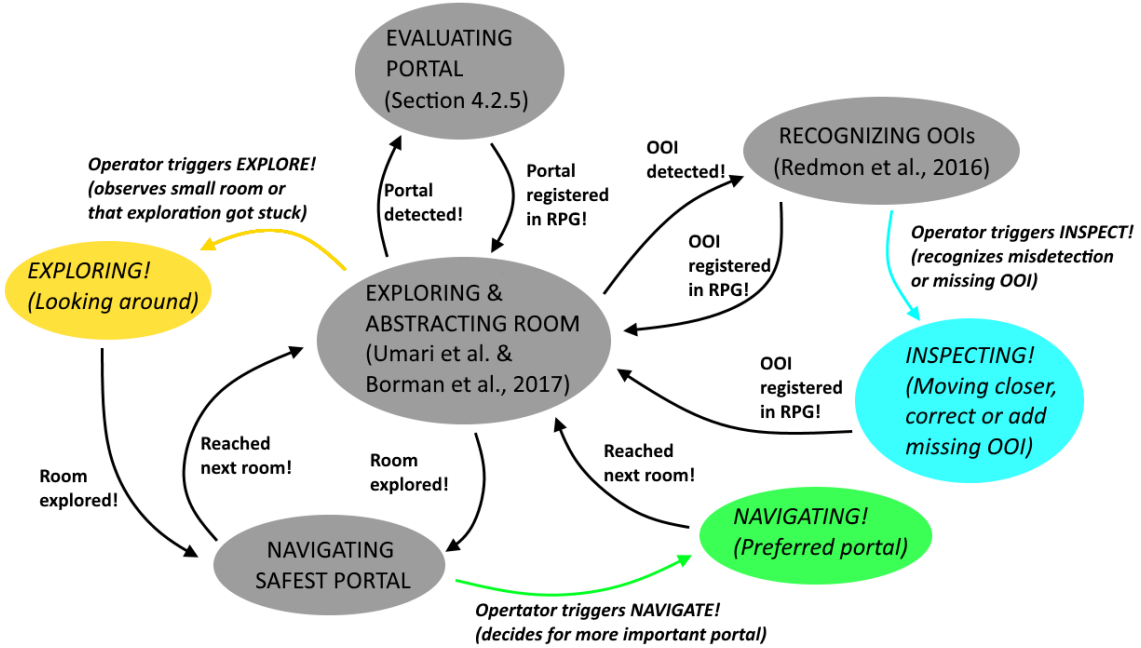 EVALUATING
PORTAL
(Section 4.2.5)
RECOGNIZING OOIs
(Redmon et al., 2016)
OOI
detected!
Operator triggers EXPLORE!
(observes small room or
that exploration got stuck)
Portal
detected!
Portal
registered
in RPG!
OOI
registered
in RPG!
Operator triggers INSPECT!
(recognizes misdetection
or missing OOI)
EXPLORING!
(Looking around)
EXPLORING &
ABSTRACTING ROOM
(Umari et al. &
Borman et al., 2017)
INSPECTING!
(Moving closer,
correct or add
missing OOI)
OOI
registered
in RPG!
Room
explored!
Reached
next room!
Room
explored!
Reached
next room!
NAVIGATING!
(Preferred portal)
NAVIGATING
SAFEST PORTAL
Opertator triggers NAVIGATE!
(decides for more important portal)